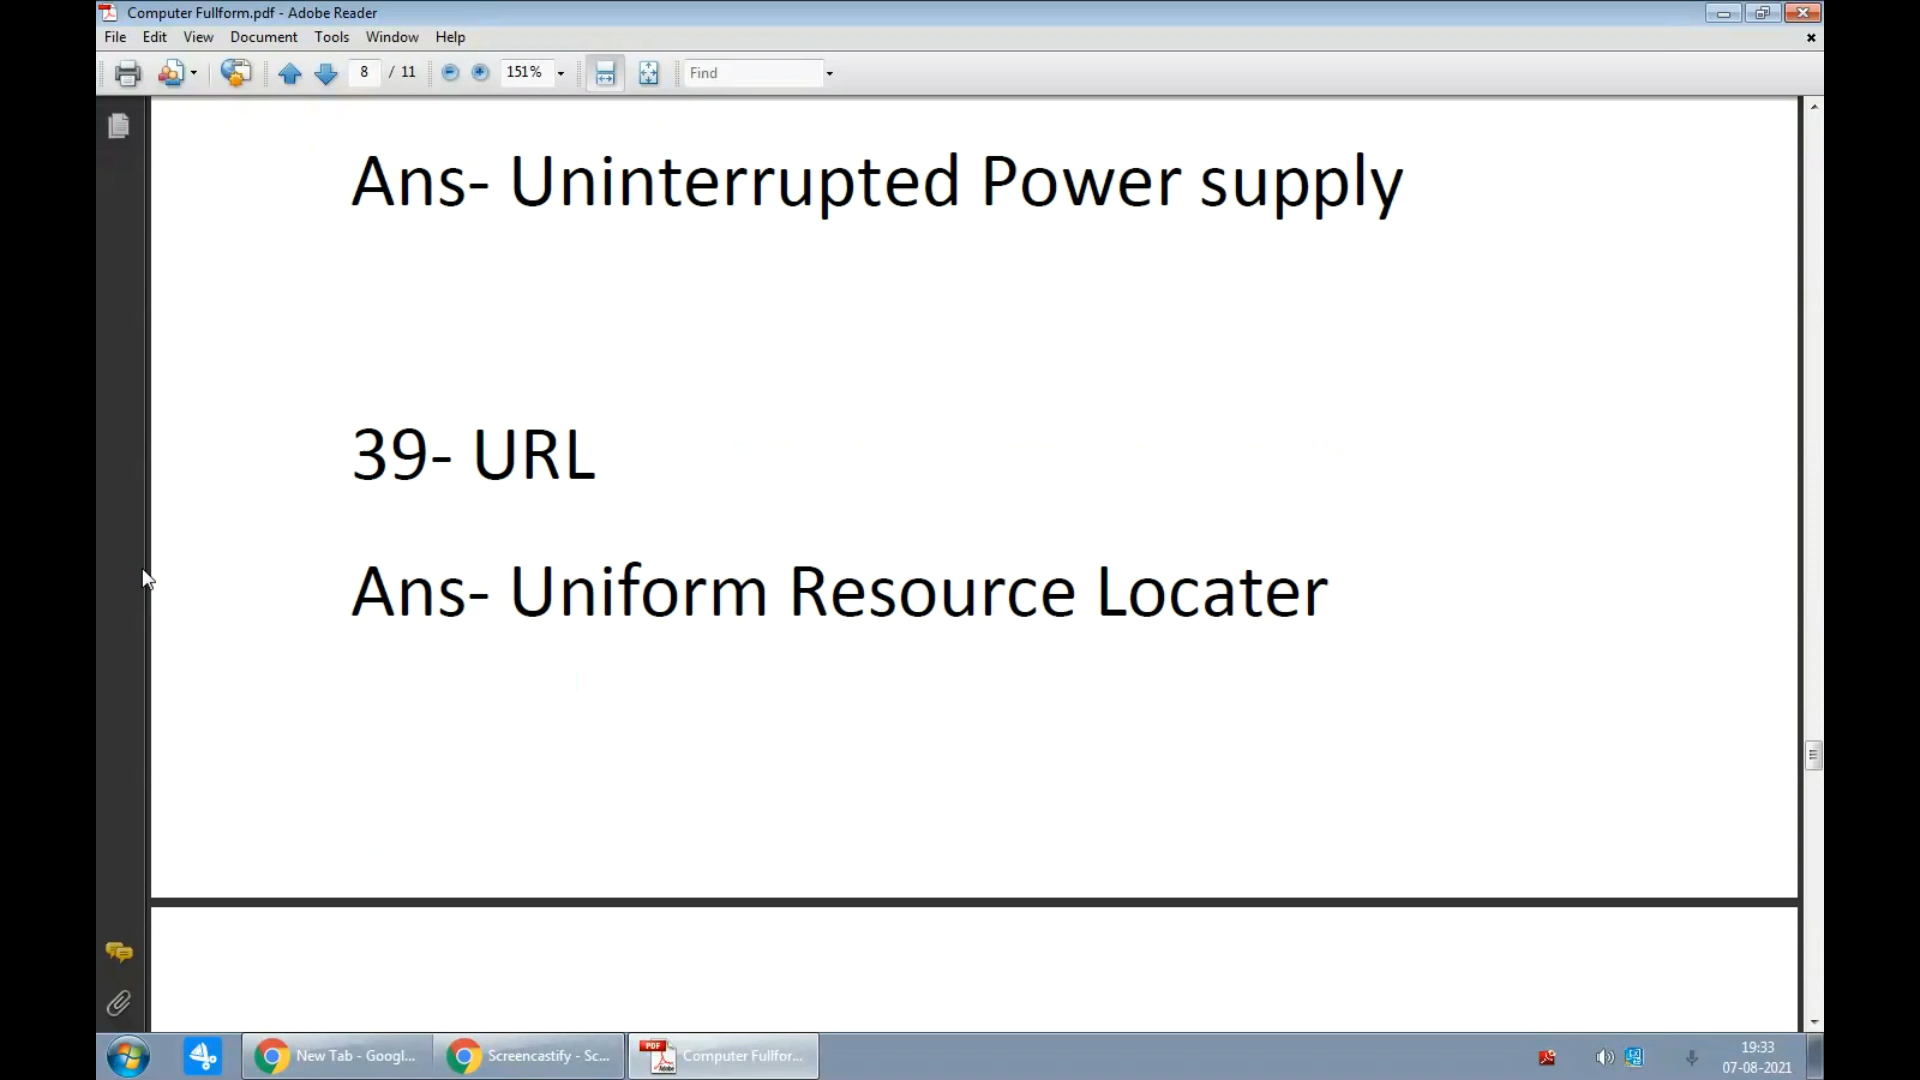 Computer Fullform.pdf - Adobe Reader
File Edit View Document Tools Window Help
8 / 11 151% Find
Ans- Uninterrupted Power supply
39- URL
Ans- Uniform Resource Locater
New Tab - Googl... Screencastify - Sc... Computer Fullfor...
19:33
07-08-2021